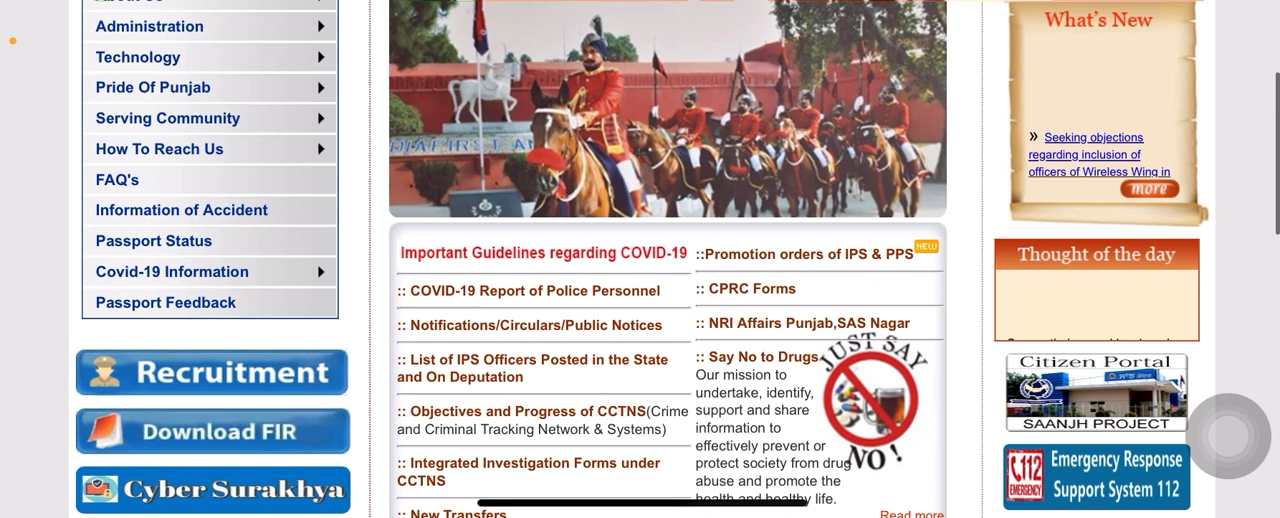 Administration
Technology
Pride Of Punjab
Serving Community
How To Reach Us
FAQ's
Information of Accident
Passport Status
Covid-19 Information
Passport Feedback
Recruitment
Download FIR
Cyber Surakhya
Important Guidelines regarding COVID-19
:: COVID-19 Report of Police Personnel
:: Notifications/Circulars/Public Notices
:: List of IPS Officers Posted in the State
and On Deputation
:: Objectives and Progress of CCTNS(Crime
and Criminal Tracking Network & Systems)
:: Integrated Investigation Forms under
CCTNS
:: New Transfers
::Promotion orders of IPS & PPS NEW
:: CPRC Forms
:: NRI Affairs Punjab,SAS Nagar
:: Say No to Drugs
Our mission to
undertake, identify,
support and share
information to
effectively prevent or
protect society from drug
abuse and promote the
health and healthy life.
JUST SAY
NO!
Read more
What's New
» Seeking objections
regarding inclusion of
officers of Wireless Wing in
more
Thought of the day
Citizen Portal
SAANJH PROJECT
112
EMERGENCY
Emergency Response
Support System 112